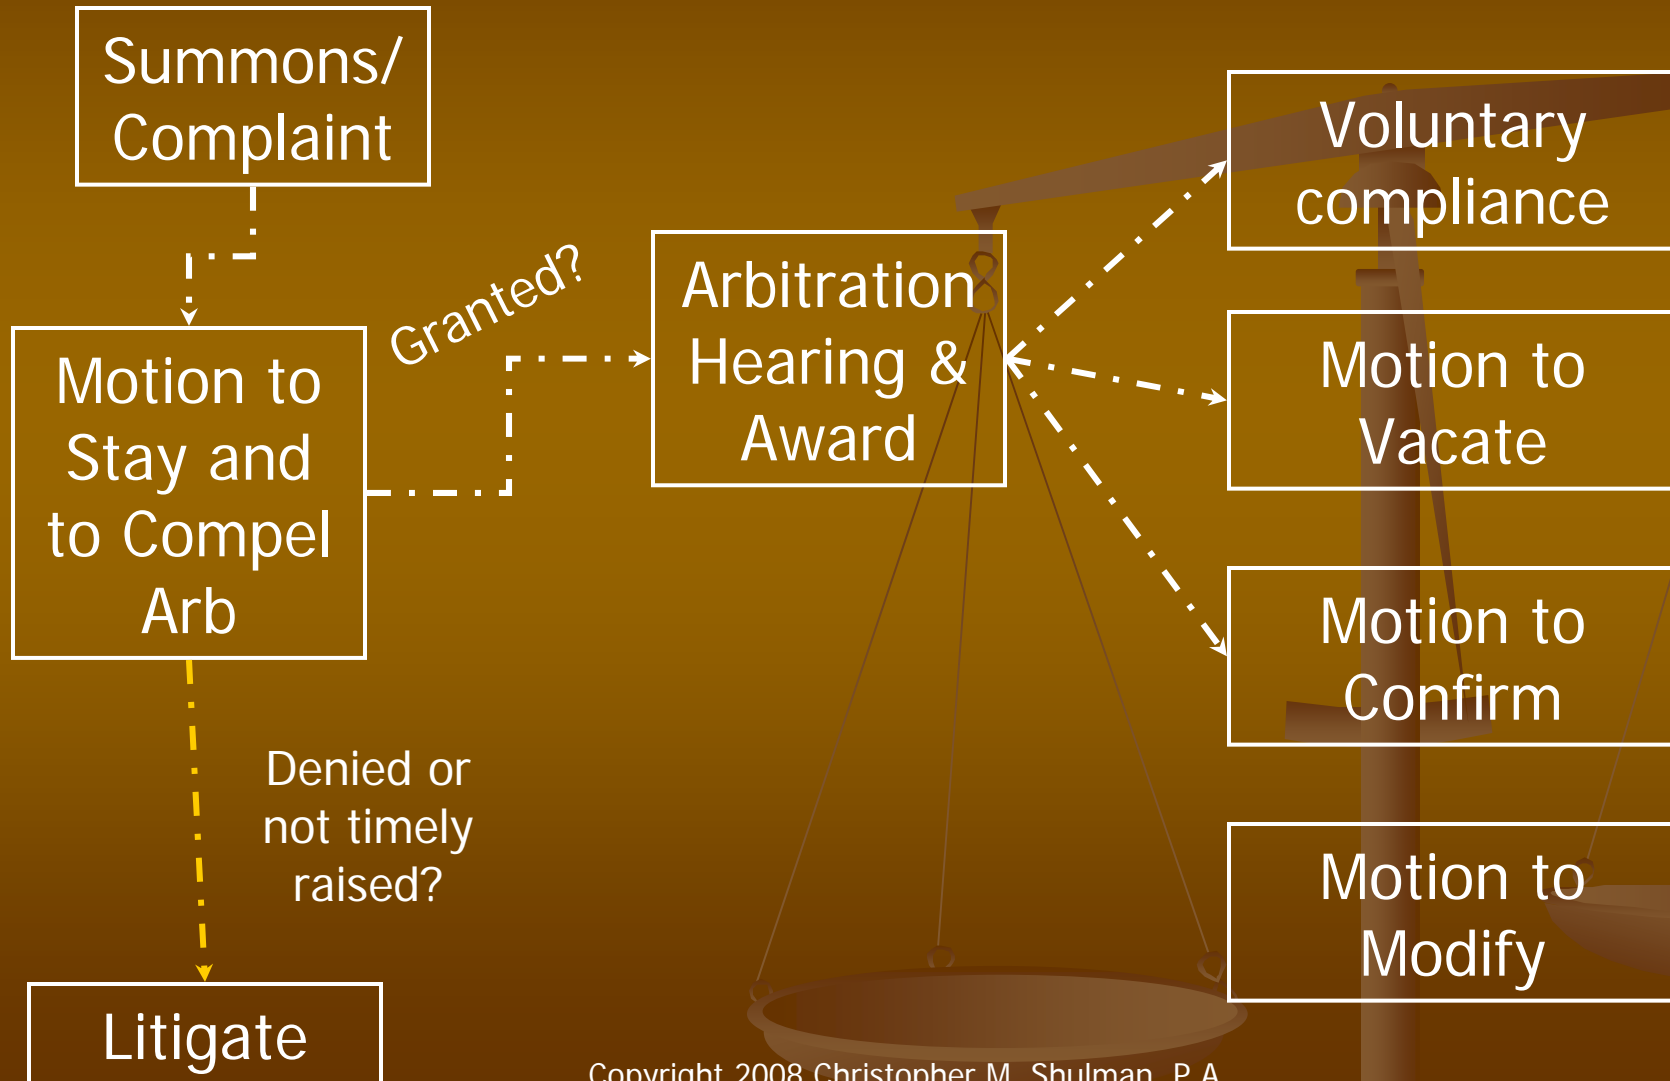 Summons/
Complaint
Motion to
Stay and
to Compel
Arb
Granted?
Denied or
not timely
raised?
Litigate
Arbitration
Hearing &
Award
Voluntary
compliance
Motion to
Vacate
Motion to
Confirm
Motion to
Modify
Copyright 2008 Christopher M. Shulman, P.A.